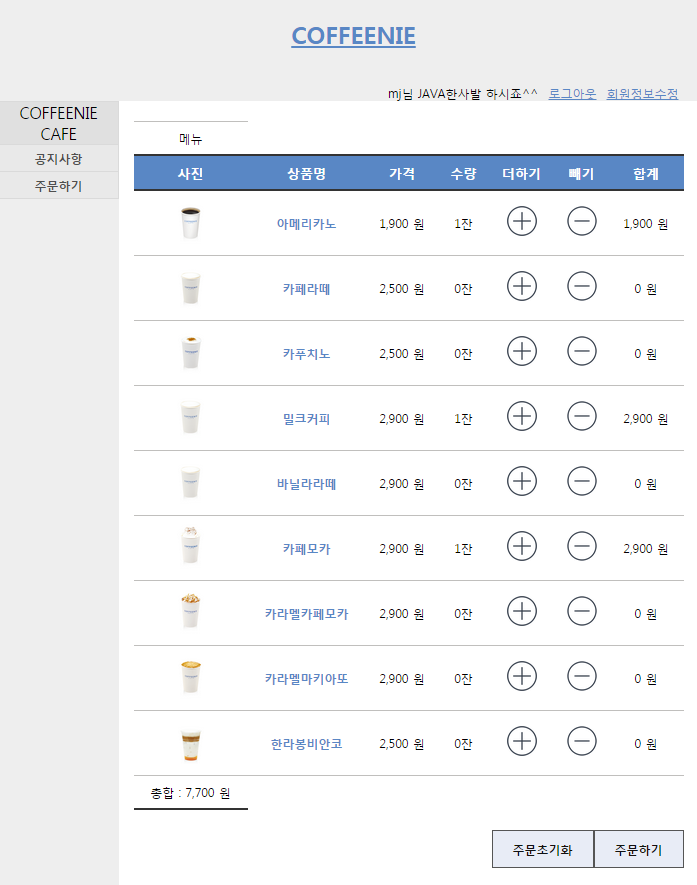 COFFEENIE
mj님 JAVA한사발 하시죠^^ 로그아웃 회원정보수정
COFFEENIE
CAFE
공지사항
주문하기
메뉴
사진 상품명 가격 수량 더하기 빼기 합계
아메리카노 1,900 원 1잔 1,900 원
카페라떼 2,500 원 0잔 0 원
카푸치노 2,500 원 0잔 0 원
밀크커피 2,900 원 1잔 2,900 원
바닐라라떼 2,900 원 0잔 0 원
카페모카 2,900 원 1잔 2,900 원
카라멜카페모카 2,900 원 0잔 0 원
카라멜마키아또 2,900 원 0잔 0 원
한라봉비안코 2,500 원 0잔 0 원
총합 : 7,700 원
주문초기화 주문하기